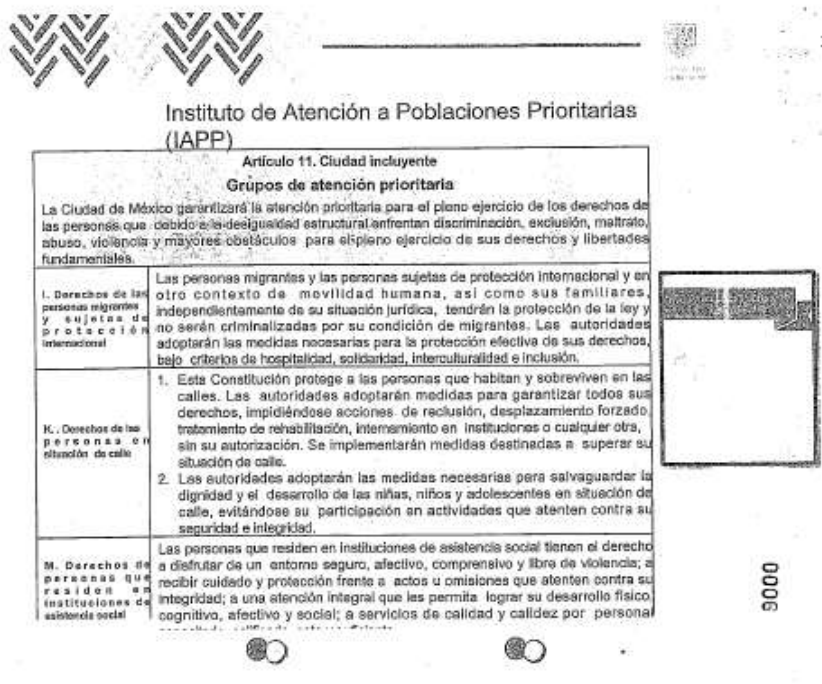 Instituto de Atención a Poblaciones Prioritarias
(IAPP)
Artículo 11. Ciudad incluyente
Grupos de atención prioritaria
La Ciudad de México garantizará la atención prioritaria para el pleno ejercicio de los derechos de
las personas que debido a la desigualdad estructural enfrentan discriminación, exclusión, maltrato,
abuso, violencia y mayores obstáculos para el pleno ejercicio de sus derechos y libertades
fundamentales.
I. Derechos de las
personas migrantes
y sujetas de
protección
internacional
Las personas migrantes y las personas sujetas de protección internacional y en
otro contexto de movilidad humana, así como sus familiares,
independientemente de su situación jurídica, tendrán la protección de la ley y
no serán criminalizadas por su condición de migrantes. Las autoridades
adoptarán las medidas necesarias para la protección efectiva de sus derechos,
bajo criterios de hospitalidad, solidaridad, interculturalidad e inclusión.
K. . Derechos de las
personas en
situación de calle
1. Esta Constitución protege a las personas que habitan y sobreviven en las
calles. Las autoridades adoptarán medidas para garantizar todos sus
derechos, impidiéndose acciones de reclusión, desplazamiento forzado,
tratamiento de rehabilitación, internamiento en instituciones o cualquier otra,
sin su autorización. Se implementarán medidas destinadas a superar su
situación de calle.
2. Las autoridades adoptarán las medidas necesarias para salvaguardar la
dignidad y el desarrollo de las niñas, niños y adolescentes en situación de
calle, evitándose su participación en actividades que atenten contra su
seguridad e integridad.
M. Derechos de
personas que
residen en
instituciones de
asistencia social
Las personas que residen en instituciones de asistencia social tienen el derecho
a disfrutar de un entorno seguro, afectivo, comprensivo y libre de violencia; a
recibir cuidado y protección frente a actos u omisiones que atenten contra su
integridad; a una atención integral que les permita lograr su desarrollo físico,
cognitivo, afectivo y social; a servicios de calidad y calidez por personal
0006